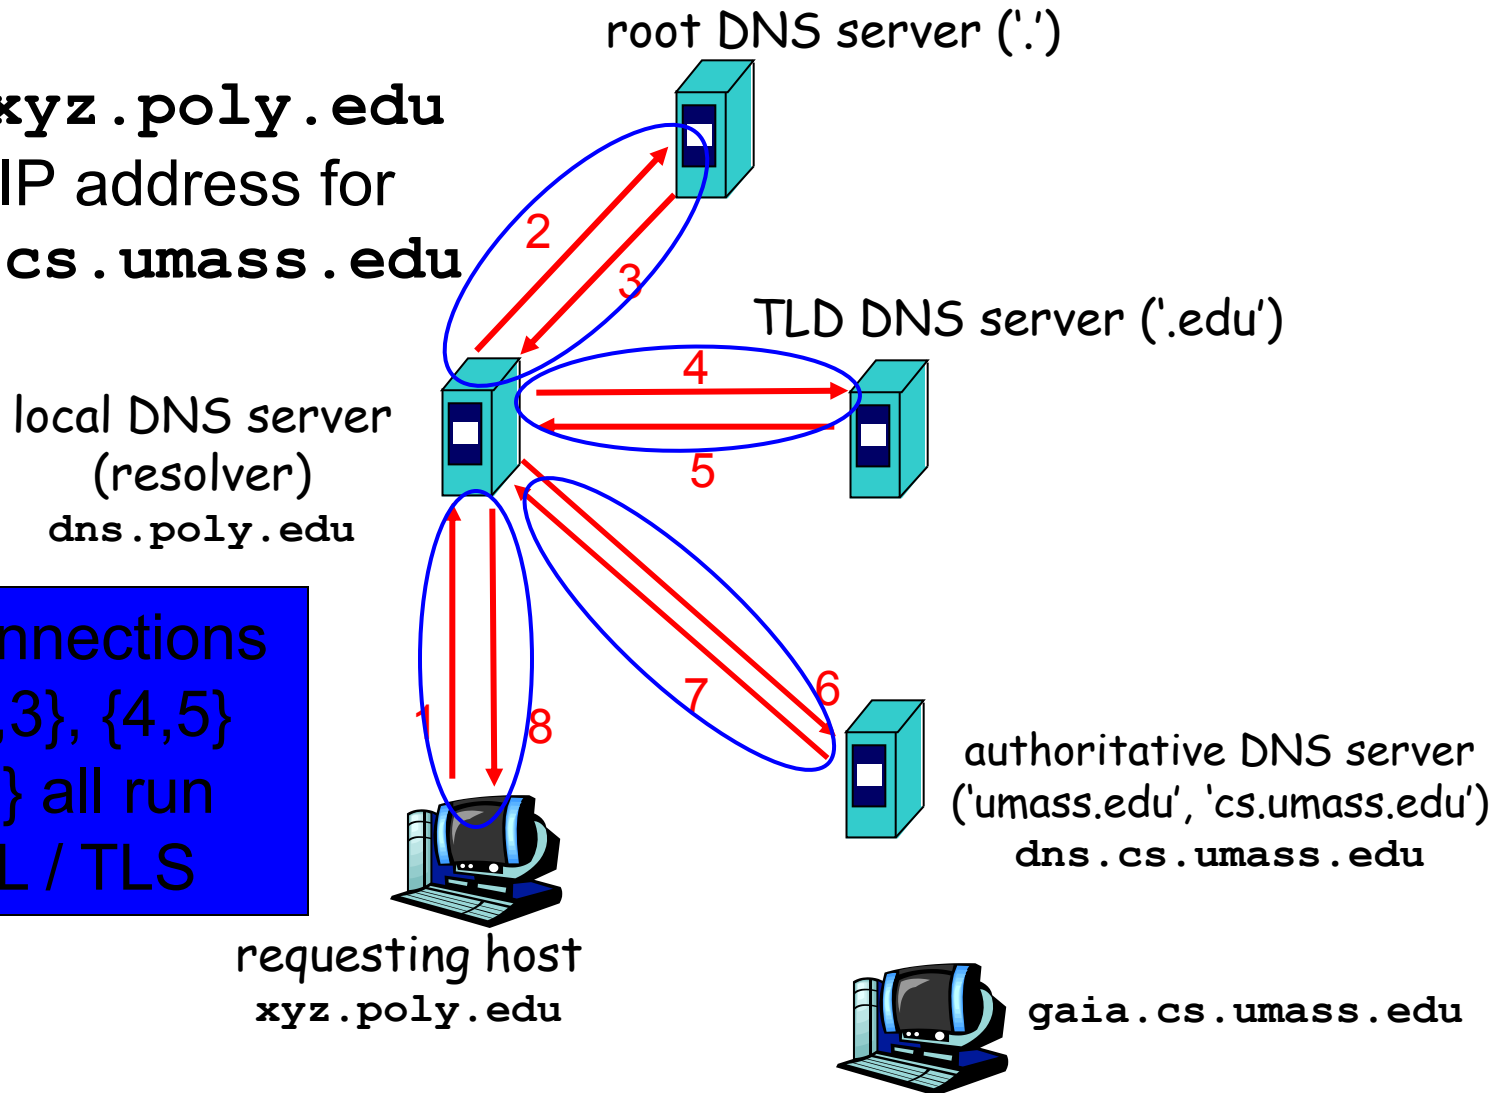 root DNS server ('.')
xyz.poly.edu
IP address for
cs.umass.edu
2
3
TLD DNS server ('.edu')
4
5
local DNS server
(resolver)
dns.poly.edu
nnections
,3}, {4,5}
} all run
L / TLS
1
8
7
6
authoritative DNS server
('umass.edu', 'cs.umass.edu')
dns.cs.umass.edu
requesting host
xyz.poly.edu
gaia.cs.umass.edu